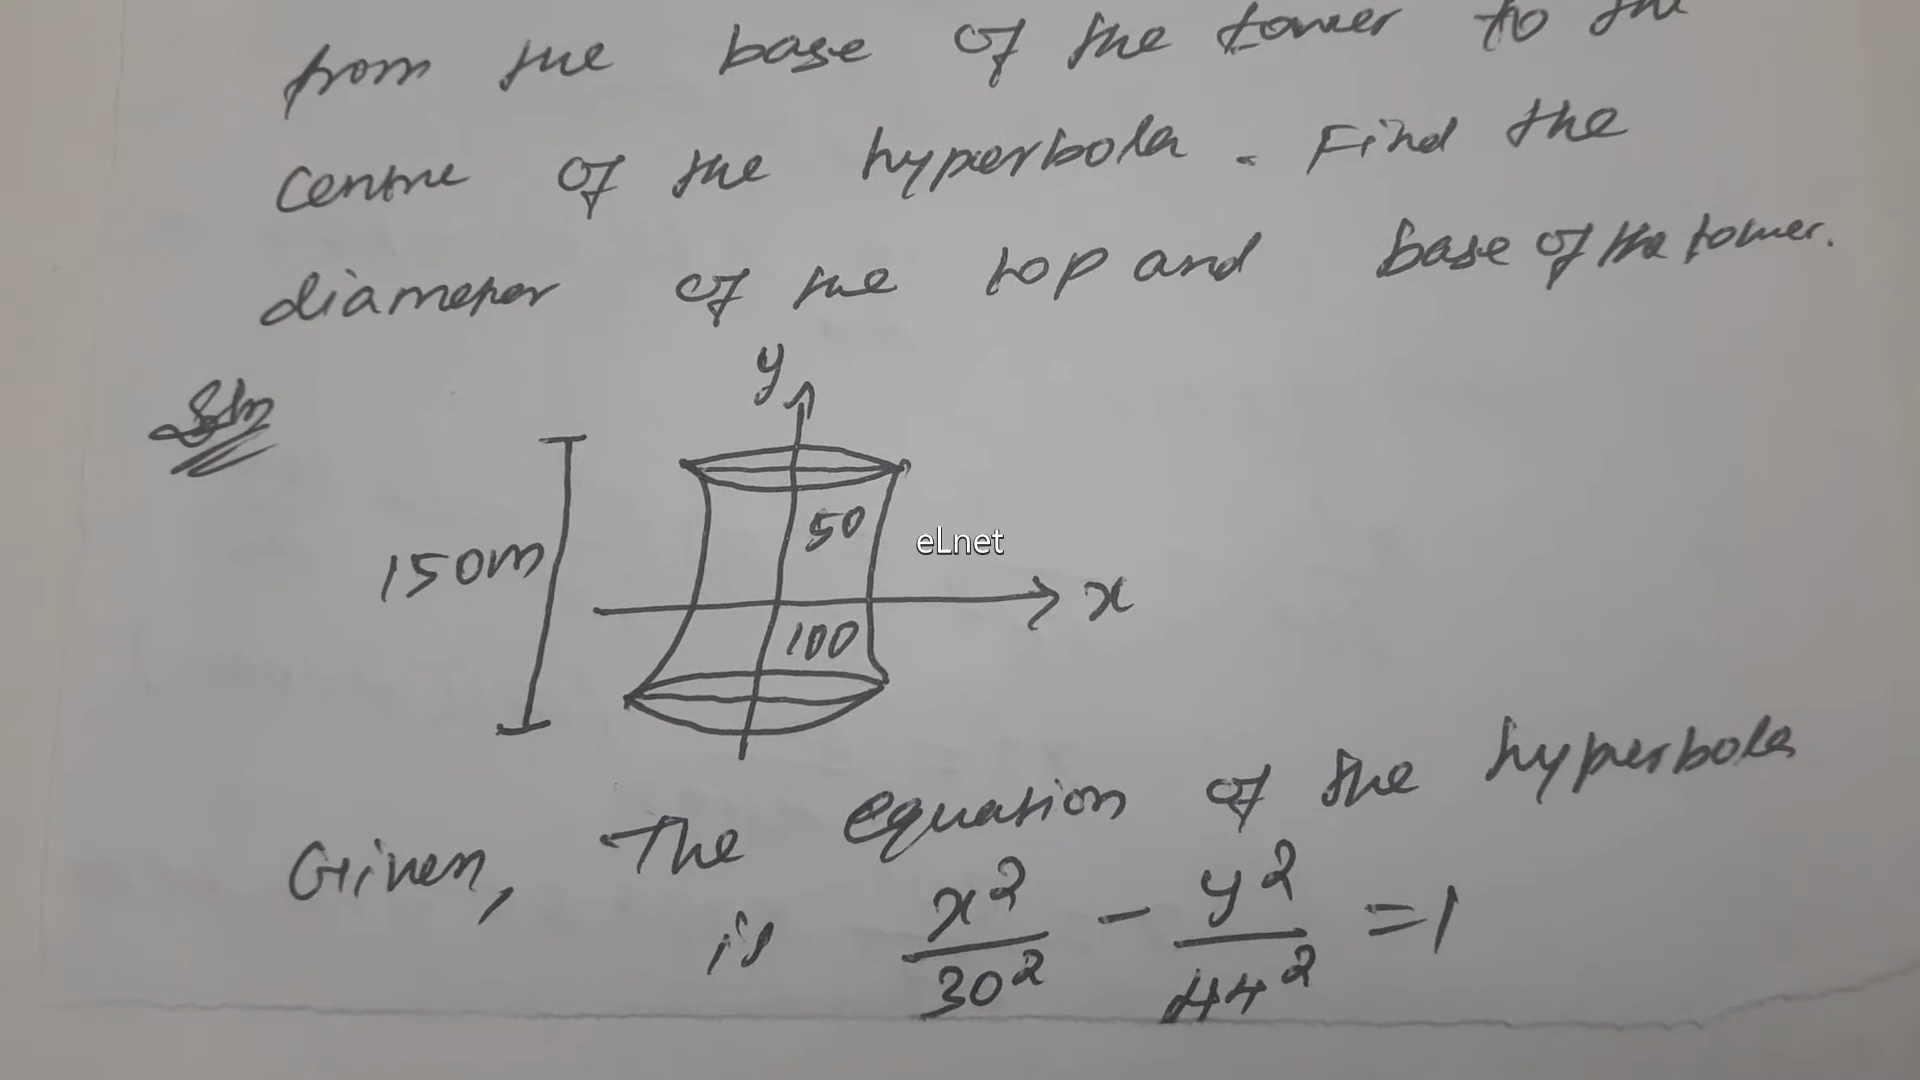 from the base of the tower to the
centre of the hyperbola. Find the
diameter of the top and base of the tower.
Soln
y
50
eLnet
150m
x
100
Given, The equation of the hyperbola
is x²/30² - y²/44² = 1